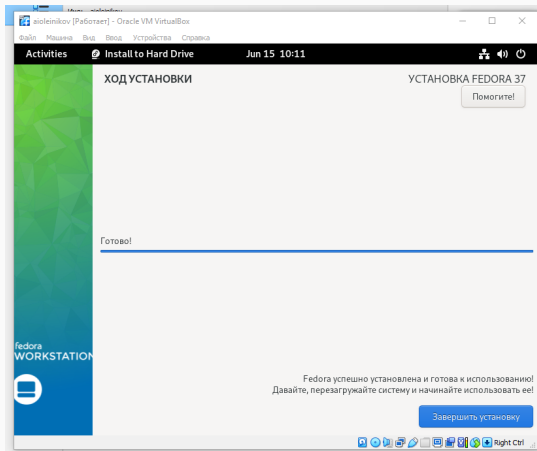 aioleinikov [Работает] - Oracle VM VirtualBox
Файл Машина Вид Ввод Устройства Справка
Activities Install to Hard Drive Jun 15 10:11
ХОД УСТАНОВКИ
УСТАНОВКА FEDORA 37
Помогите!
Готово!
fedora
WORKSTATION
Fedora успешно установлена и готова к использованию!
Давайте, перезагружайте систему и начинайте использовать ее!
Завершить установку
Right Ctrl